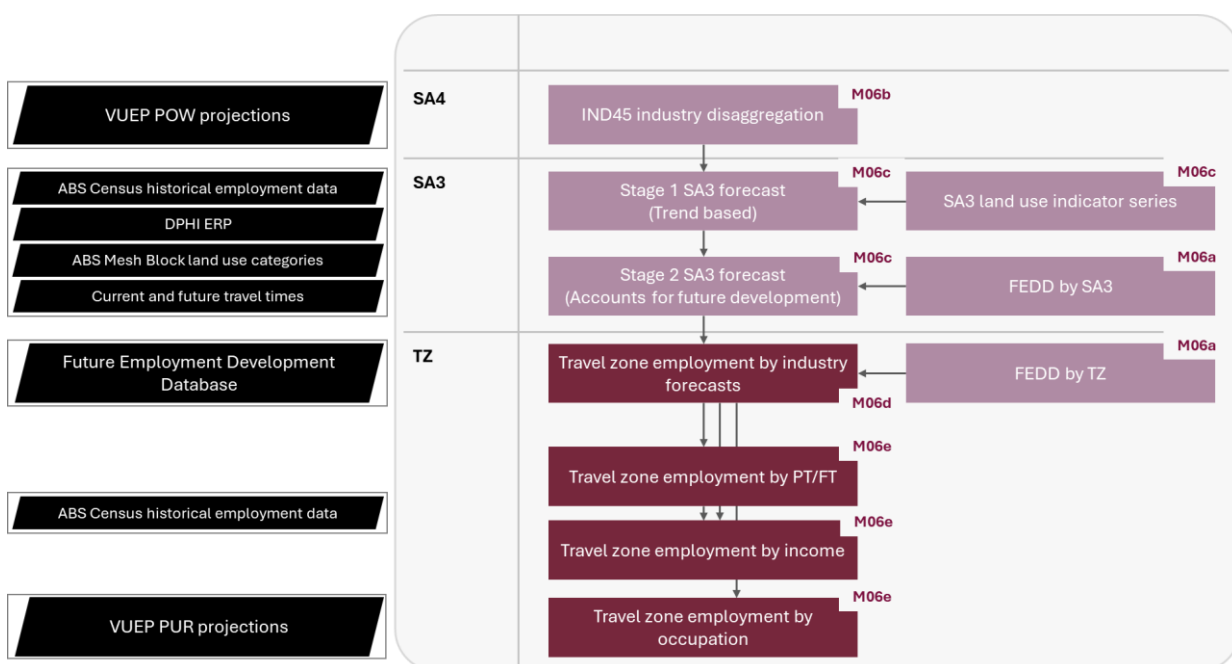 VUEP POW projections
SA4
M06b
IND45 industry disaggregation
ABS Census historical employment data
DPHI ERP
ABS Mesh Block land use categories
Current and future travel times
SA3
M06c
Stage 1 SA3 forecast
(Trend based)
M06c
SA3 land use indicator series
M06c
Stage 2 SA3 forecast
(Accounts for future development)
M06a
FEDD by SA3
Future Employment Development
Database
TZ
Travel zone employment by industry
forecasts
M06d
M06a
FEDD by TZ
M06e
Travel zone employment by PT/FT
ABS Census historical employment data
M06e
Travel zone employment by income
VUEP PUR projections
M06e
Travel zone employment by
occupation